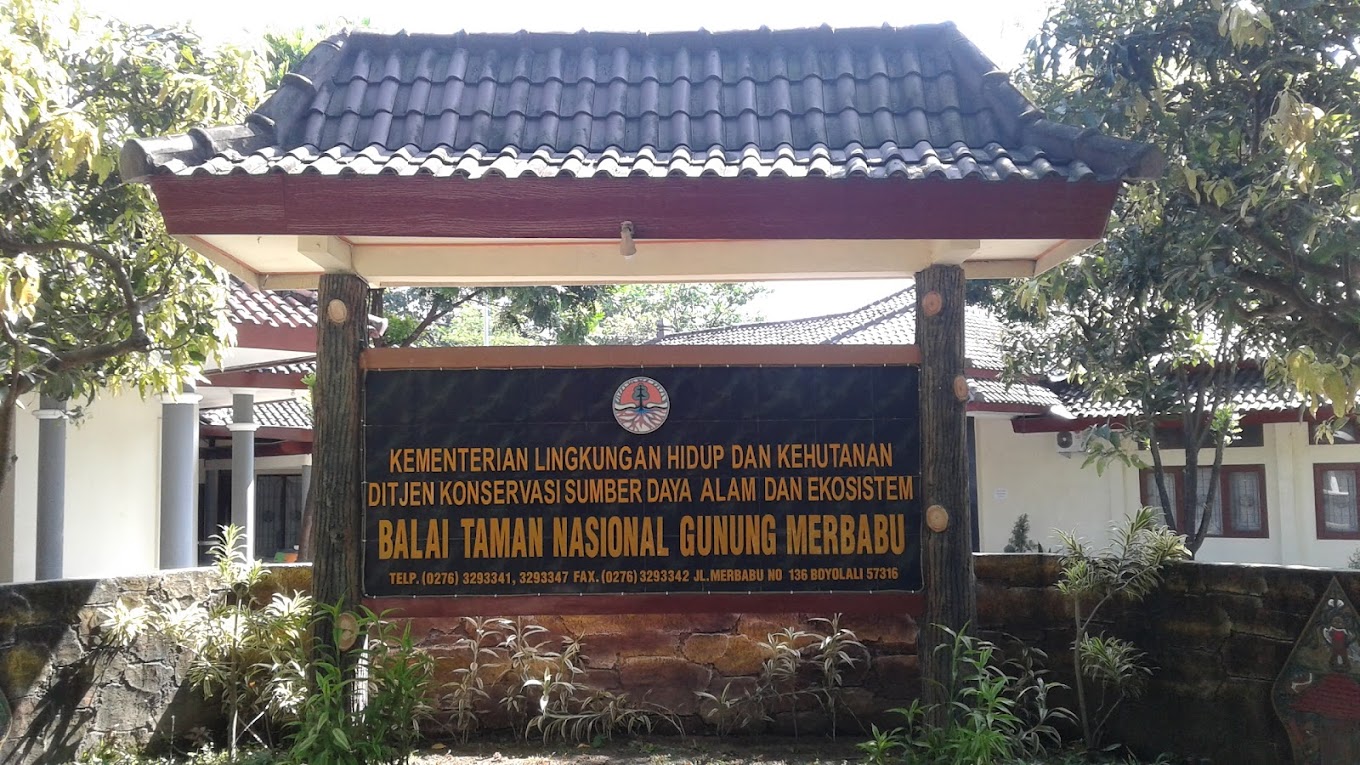 KEMENTERIAN LINGKUNGAN HIDUP DAN KEHUTANAN
DITJEN KONSERVASI SUMBER DAYA ALAM DAN EKOSISTEM
BALAI TAMAN NASIONAL GUNUNG MERBABU
TELP. (0276) 3293341, 3293347 FAX. (0276) 3293342 JL. MERBABU NO 136 BOYOLALI 57316